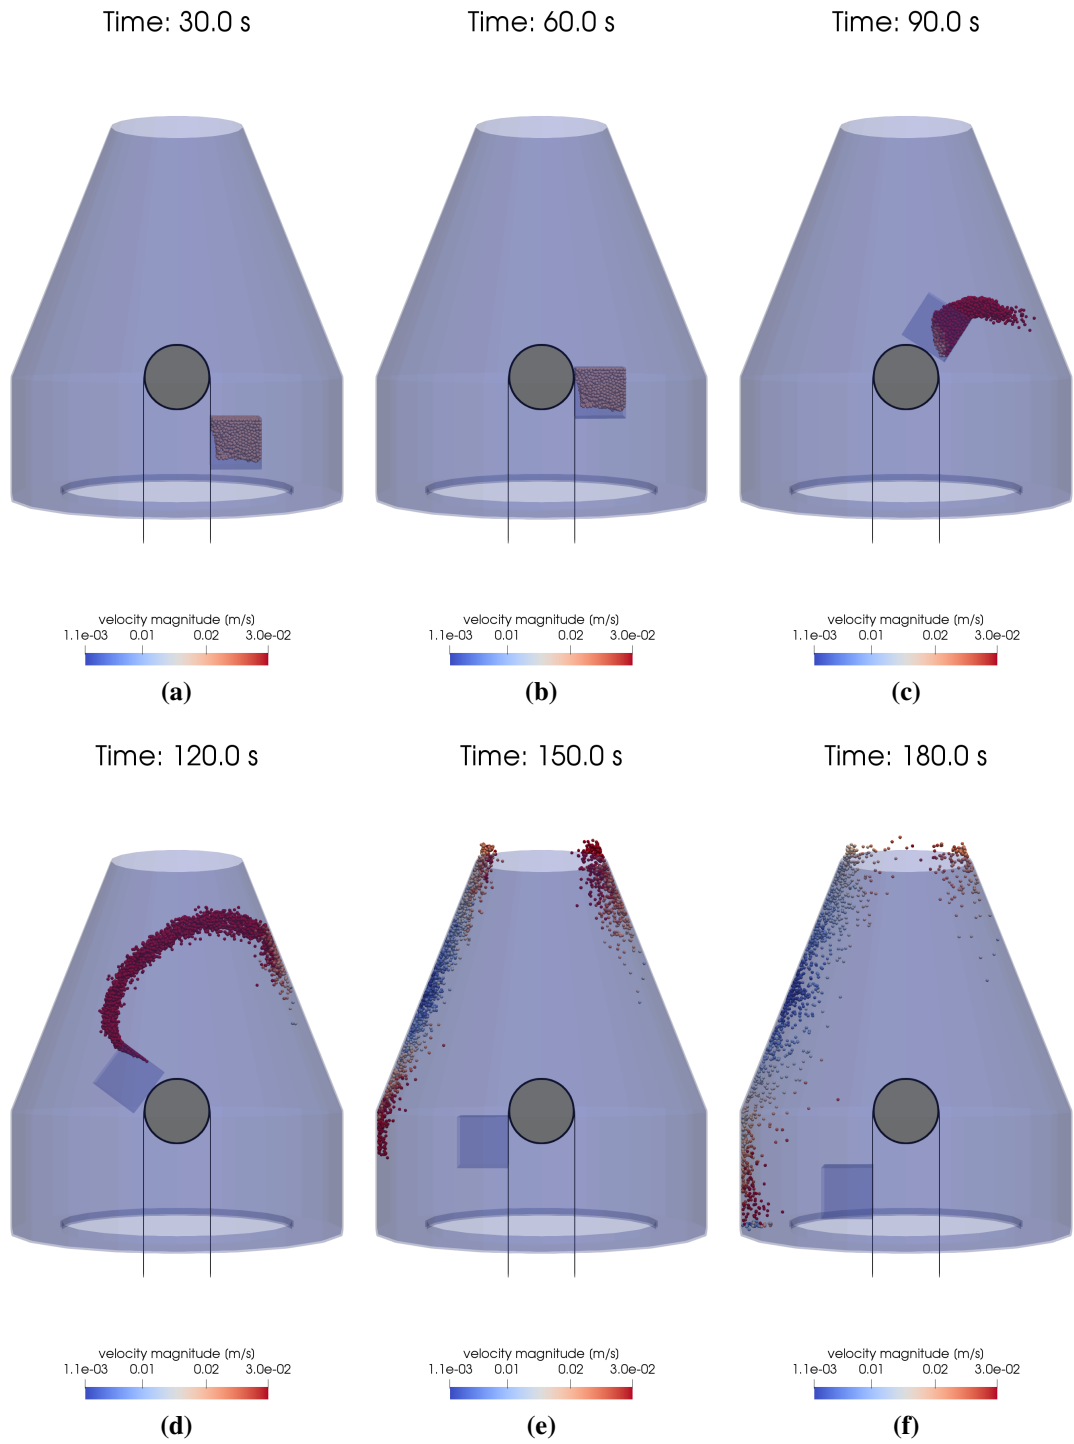 Time: 30.0 s
Time: 60.0 s
Time: 90.0 s
velocity magnitude (m/s)
1.1e-03 0.01 0.02 3.0e-02
velocity magnitude (m/s)
1.1e-03 0.01 0.02 3.0e-02
velocity magnitude (m/s)
1.1e-03 0.01 0.02 3.0e-02
(a)
(b)
(c)
Time: 120.0 s
Time: 150.0 s
Time: 180.0 s
velocity magnitude (m/s)
1.1e-03 0.01 0.02 3.0e-02
velocity magnitude (m/s)
1.1e-03 0.01 0.02 3.0e-02
velocity magnitude (m/s)
1.1e-03 0.01 0.02 3.0e-02
(d)
(e)
(f)